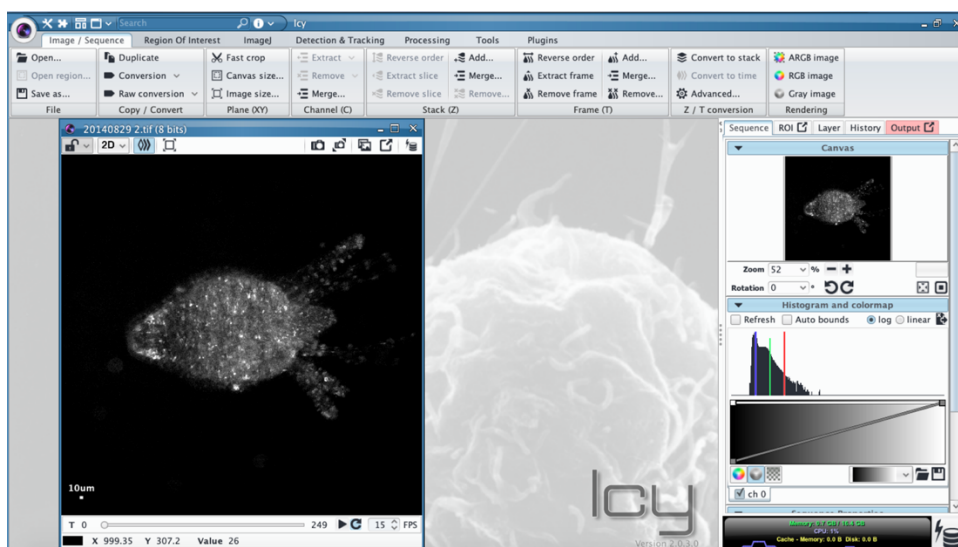 Search
Icy
Image / Sequence Region Of Interest ImageJ Detection & Tracking Processing Tools Plugins
Open... Duplicate Fast crop Extract Reverse order Add... Reverse order Add... Convert to stack ARGB image
Open region... Conversion Canvas size... Remove Extract slice Merge... Extract frame Merge... Convert to time RGB image
Save as... Raw conversion Image size... Merge... Remove slice Remove... Remove frame Remove... Advanced... Gray image
File Copy / Convert Plane (XY) Channel (C) Stack (Z) Frame (T) Z / T conversion Rendering
20140829 2.tif (8 bits)
2D
10um
T 0 249 15 FPS
X 999.35 Y 307.2 Value 26
Icy
Version 2.0.3.0
Sequence ROI Layer History Output
Canvas
Zoom 52 %
Rotation 0 °
Histogram and colormap
Refresh Auto bounds log linear
ch 0
Sequence Properties
CPU: 1%
Cache - Memory: 0.0 B Disk: 0.0 B